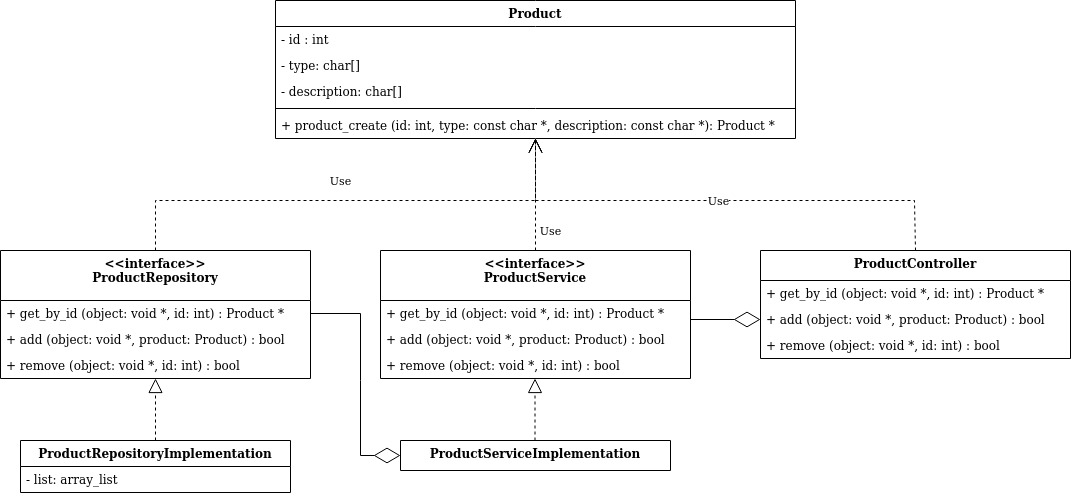 Product
- id : int
- type: char[]
- description: char[]
+ product_create (id: int, type: const char *, description: const char *): Product *
Use
Use
Use
<<interface>>
ProductRepository
+ get_by_id (object: void *, id: int) : Product *
+ add (object: void *, product: Product) : bool
+ remove (object: void *, id: int) : bool
<<interface>>
ProductService
+ get_by_id (object: void *, id: int) : Product *
+ add (object: void *, product: Product) : bool
+ remove (object: void *, id: int) : bool
ProductController
+ get_by_id (object: void *, id: int) : Product *
+ add (object: void *, product: Product) : bool
+ remove (object: void *, id: int) : bool
ProductRepositoryImplementation
- list: array_list
ProductServiceImplementation